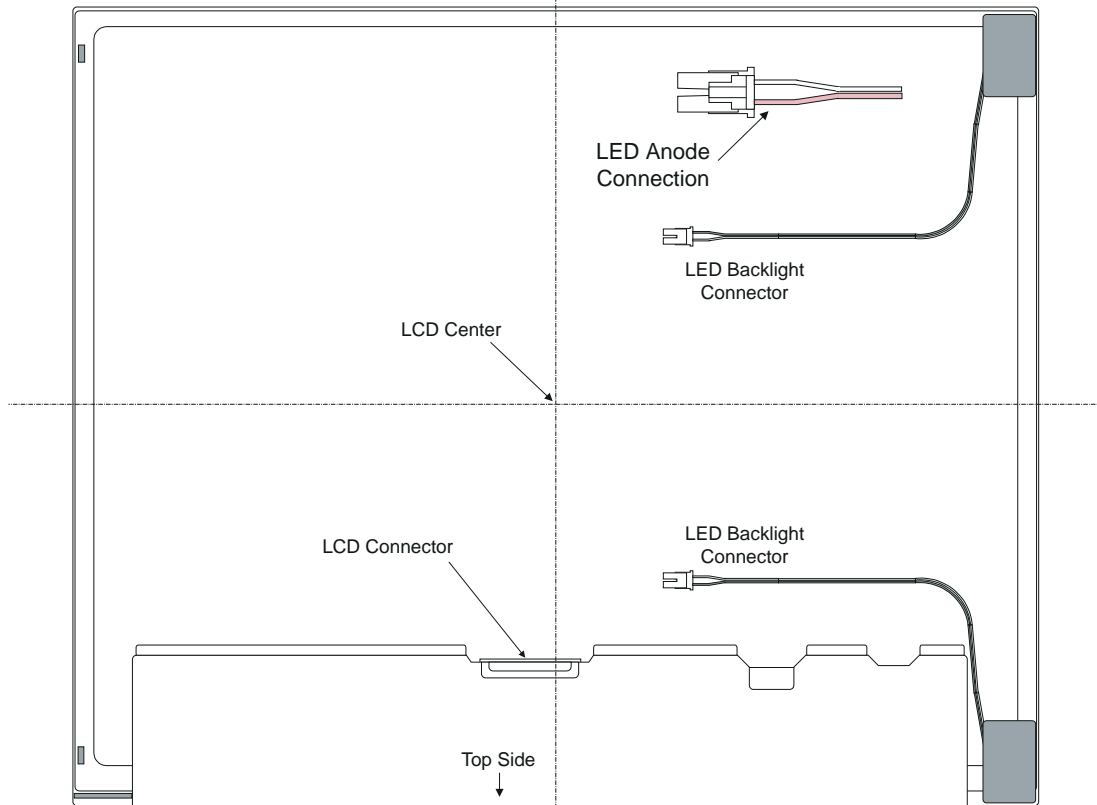 LED Anode
Connection
LED Backlight
Connector
LCD Center
LED Backlight
Connector
LCD Connector
Top Side